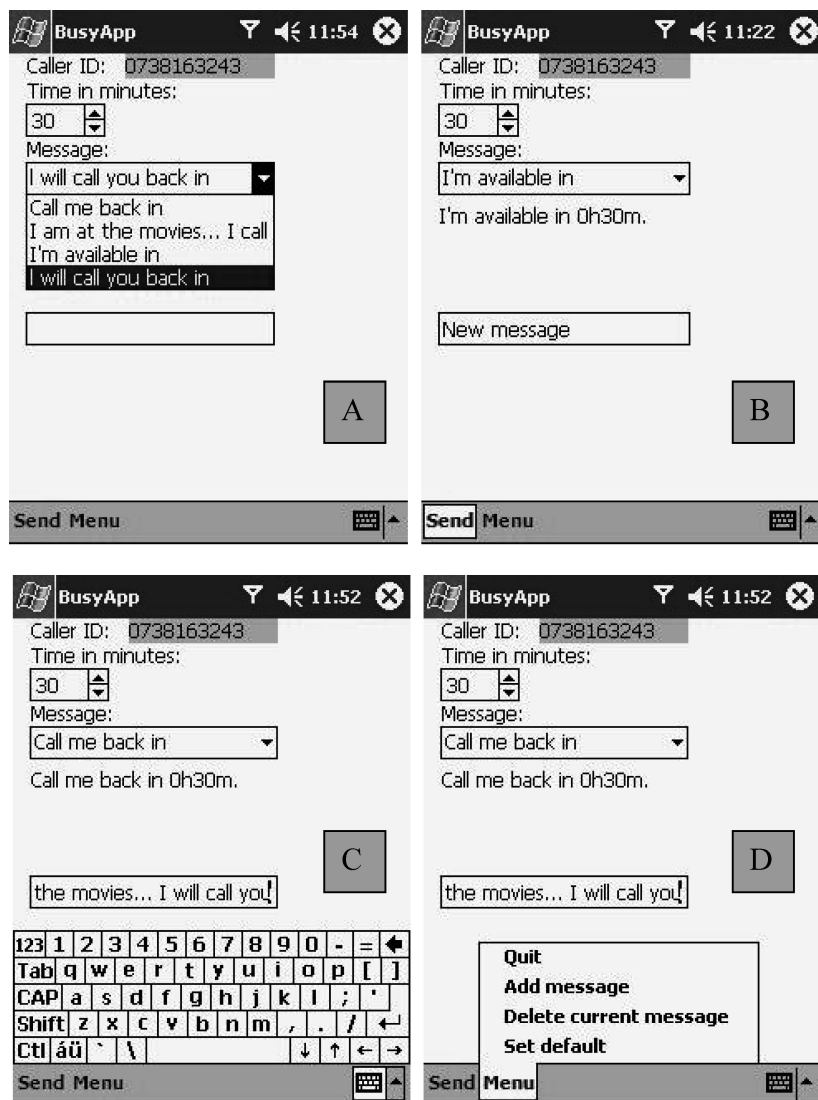 BusyApp 11:54
Caller ID: 0738163243
Time in minutes:
30
Message:
I will call you back in
Call me back in
I am at the movies... I call
I'm available in
I will call you back in
A
Send Menu
BusyApp 11:22
Caller ID: 0738163243
Time in minutes:
30
Message:
I'm available in
I'm available in 0h30m.
New message
B
Send Menu
BusyApp 11:52
Caller ID: 0738163243
Time in minutes:
30
Message:
Call me back in
Call me back in 0h30m.
C
the movies... I will call you
123 1 2 3 4 5 6 7 8 9 0 - =
Tab q w e r t y u i o p [ ]
CAP a s d f g h j k l ; '
Shift z x c v b n m , . /
Ctl áü ` \ ↓ ↑ ← →
Send Menu
BusyApp 11:52
Caller ID: 0738163243
Time in minutes:
30
Message:
Call me back in
Call me back in 0h30m.
D
the movies... I will call you
Quit
Add message
Delete current message
Set default
Send Menu